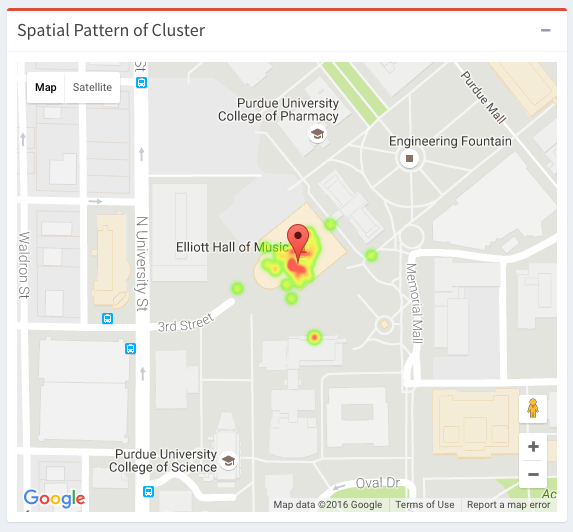 Spatial Pattern of Cluster
Map Satellite
St
Purdue Mall
Purdue University
College of Pharmacy
Engineering Fountain
Waldron St
N University St
Elliott Hall of Music
Memorial Mall
3rd Street
Purdue University
College of Science
Oval Dr
Ac
Google
Map data ©2016 Google Terms of Use Report a map error